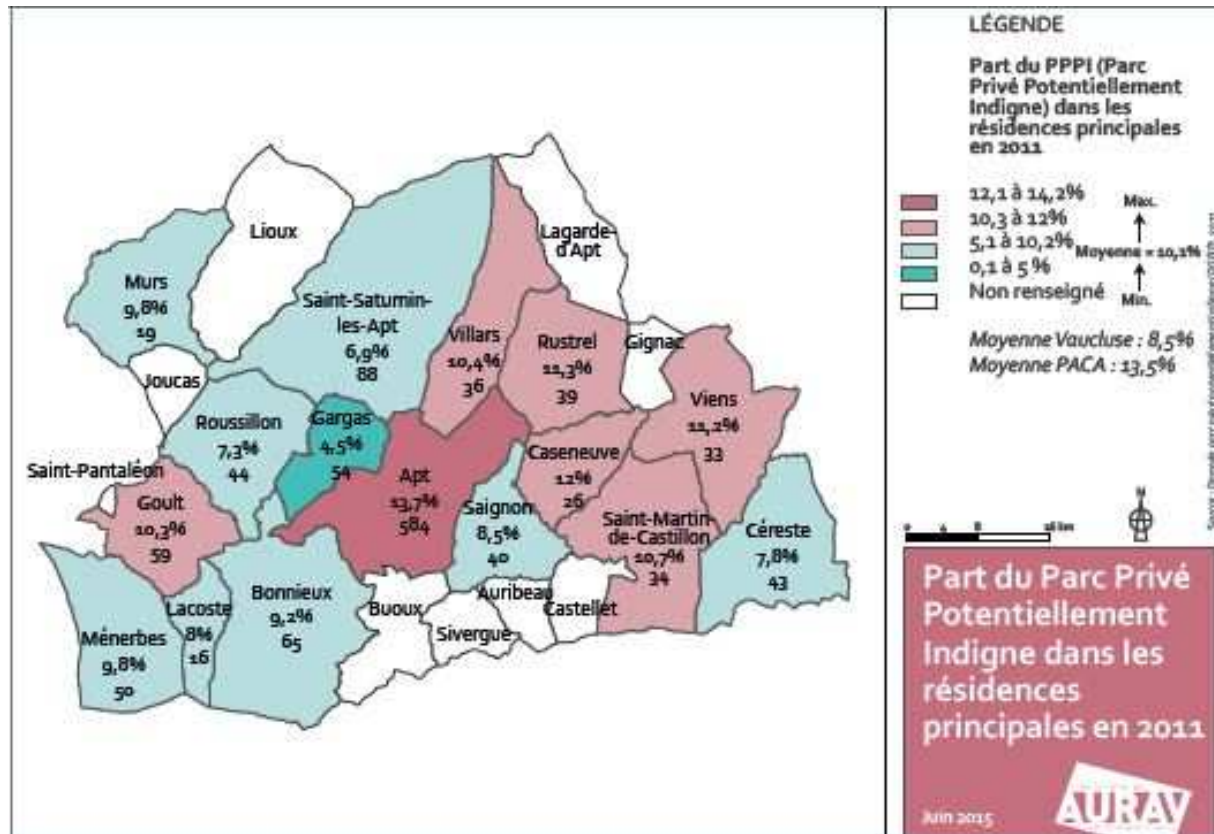 Lioux
Lagarde-
d'Apt
Murs
9,8%
19
Saint-Saturnin-
les-Apt
6,9%
88
Villars
10,4%
36
Rustrel
11,3%
39
Gignac
Joucas
Viens
11,2%
33
Roussillon
7,3%
44
Gargas
4,5%
54
Apt
13,7%
584
Caseneuve
12%
26
Saint-Pantaléon
Goult
10,3%
59
Saignon
8,5%
40
Saint-Martin-
de-Castillon
10,7%
34
Céreste
7,8%
43
Ménerbes
9,8%
50
Lacoste
8%
16
Bonnieux
9,2%
65
Buoux
Sivergue
Auribeau
Castellet
LÉGENDE
Part du PPPI (Parc
Privé Potentiellement
Indigne) dans les
résidences principales
en 2011
12,1 à 14,2%
10,3 à 12%
5,1 à 10,2%
0,1 à 5 %
Non renseigné
Max.
Moyenne = 10,1%
Min.
Moyenne Vaucluse : 8,5%
Moyenne PACA : 13,5%
N
0 4 8 16 km
Part du Parc Privé
Potentiellement
Indigne dans les
résidences
principales en 2011
Juin 2015
AURAV